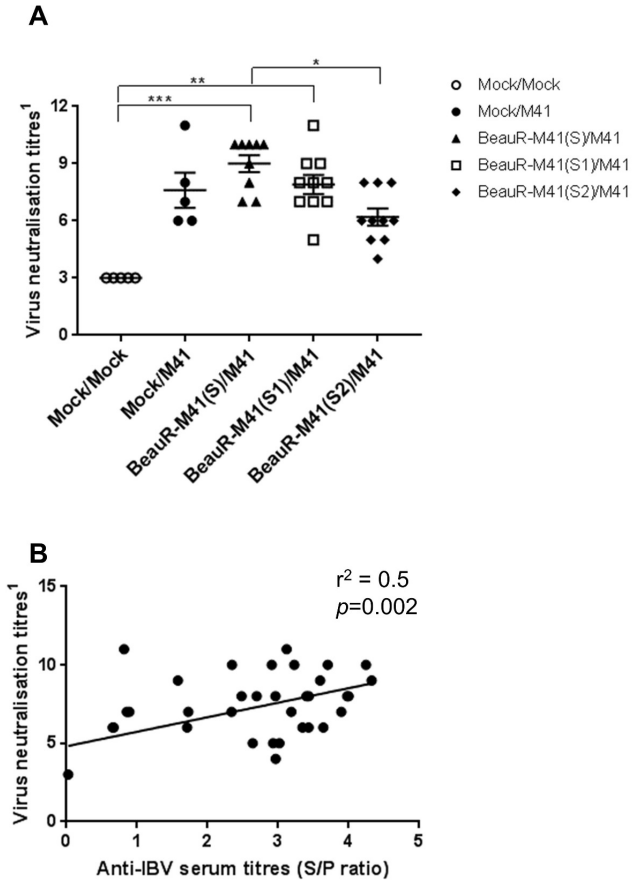 A
*
**
***
Virus neutralisation titres¹
12
9
6
3
0
Mock/Mock
Mock/M41
BeauR-M41(S)/M41
BeauR-M41(S1)/M41
BeauR-M41(S2)/M41
Mock/Mock
Mock/M41
BeauR-M41(S)/M41
BeauR-M41(S1)/M41
BeauR-M41(S2)/M41
B
r² = 0.5
p=0.002
Virus neutralisation titres¹
15
10
5
0
0 1 2 3 4 5
Anti-IBV serum titres (S/P ratio)